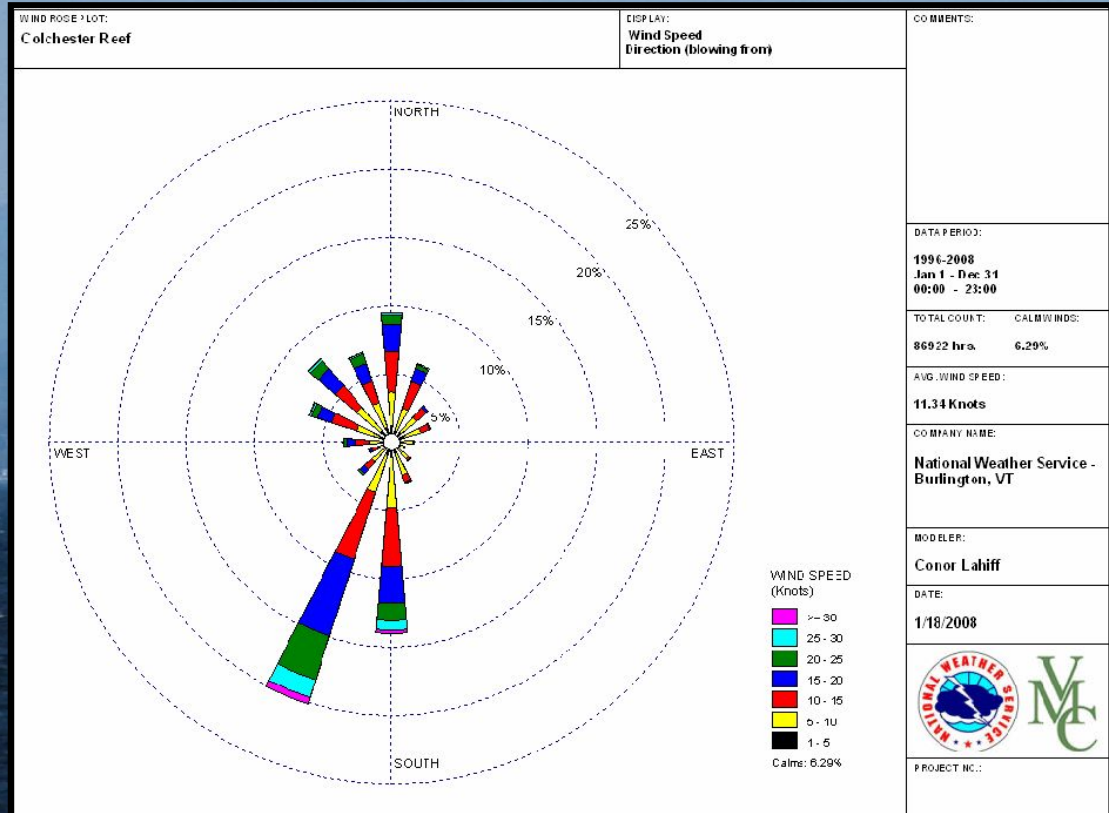 WIND ROSE PLOT:
Colchester Reef
DISPLAY:
Wind Speed
Direction (blowing from)
COMMENTS:
NORTH
25%
20%
15%
10%
5%
WEST
EAST
SOUTH
WIND SPEED
(Knots)
>= 30
25 - 30
20 - 25
15 - 20
10 - 15
5 - 10
1 - 5
Calms: 6.29%
DATA PERIOD:
1996-2008
Jan 1 - Dec 31
00:00 - 23:00
TOTAL COUNT:
CALM WINDS:
86922 hrs.
6.29%
AVG. WIND SPEED:
11.34 Knots
COMPANY NAME:
National Weather Service -
Burlington, VT
MODELER:
Conor Lahiff
DATE:
1/18/2008
NATIONAL WEATHER SERVICE
VMC
PROJECT NO.: